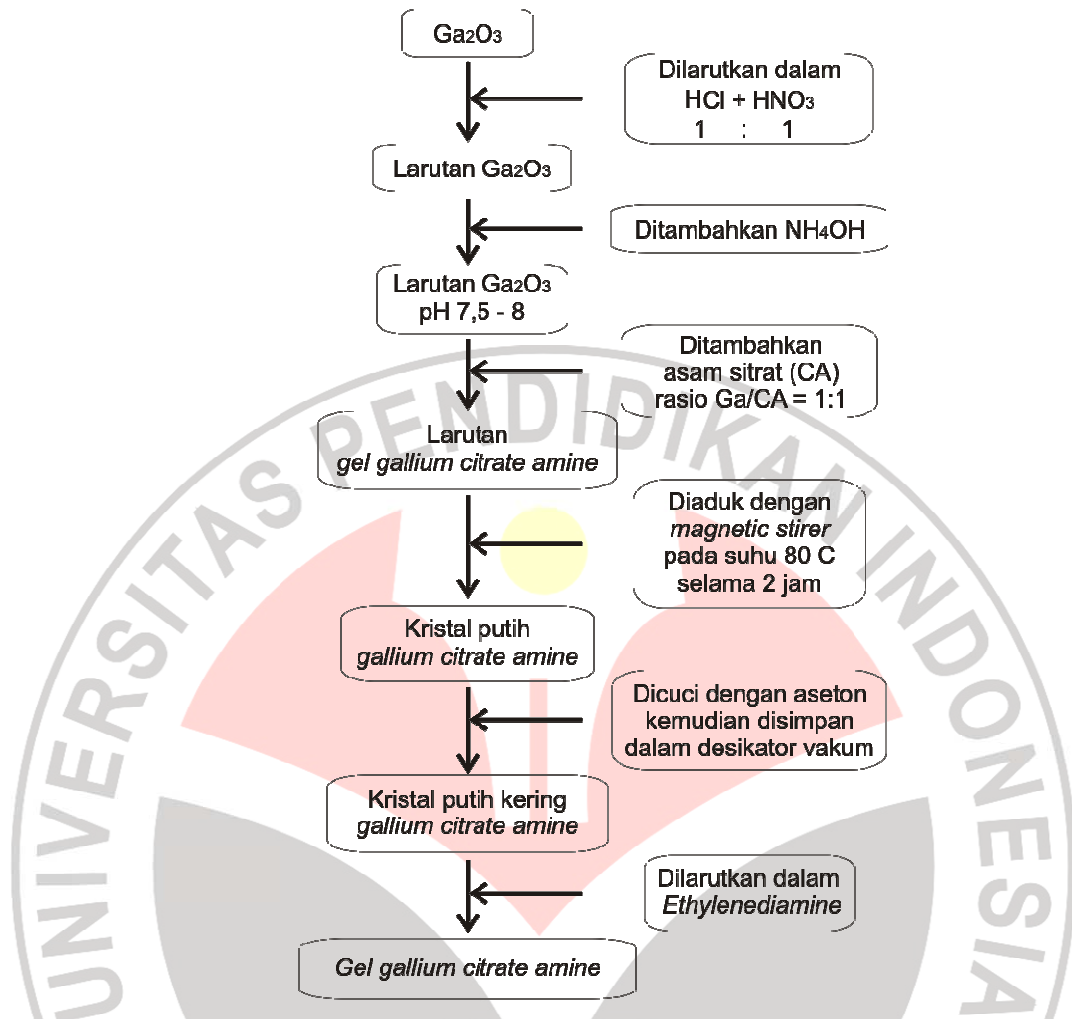 Ga₂O₃
Dilarutkan dalam
HCl + HNO₃
1 : 1
Larutan Ga₂O₃
Ditambahkan NH₄OH
Larutan Ga₂O₃
pH 7,5 - 8
Ditambahkan
asam sitrat (CA)
rasio Ga/CA = 1:1
Larutan
gel gallium citrate amine
Diaduk dengan
magnetic stirer
pada suhu 80 C
selama 2 jam
Kristal putih
gallium citrate amine
Dicuci dengan aseton
kemudian disimpan
dalam desikator vakum
Kristal putih kering
gallium citrate amine
Dilarutkan dalam
Ethylenediamine
Gel gallium citrate amine
UNIVERSITAS PENDIDIKAN INDONESIA